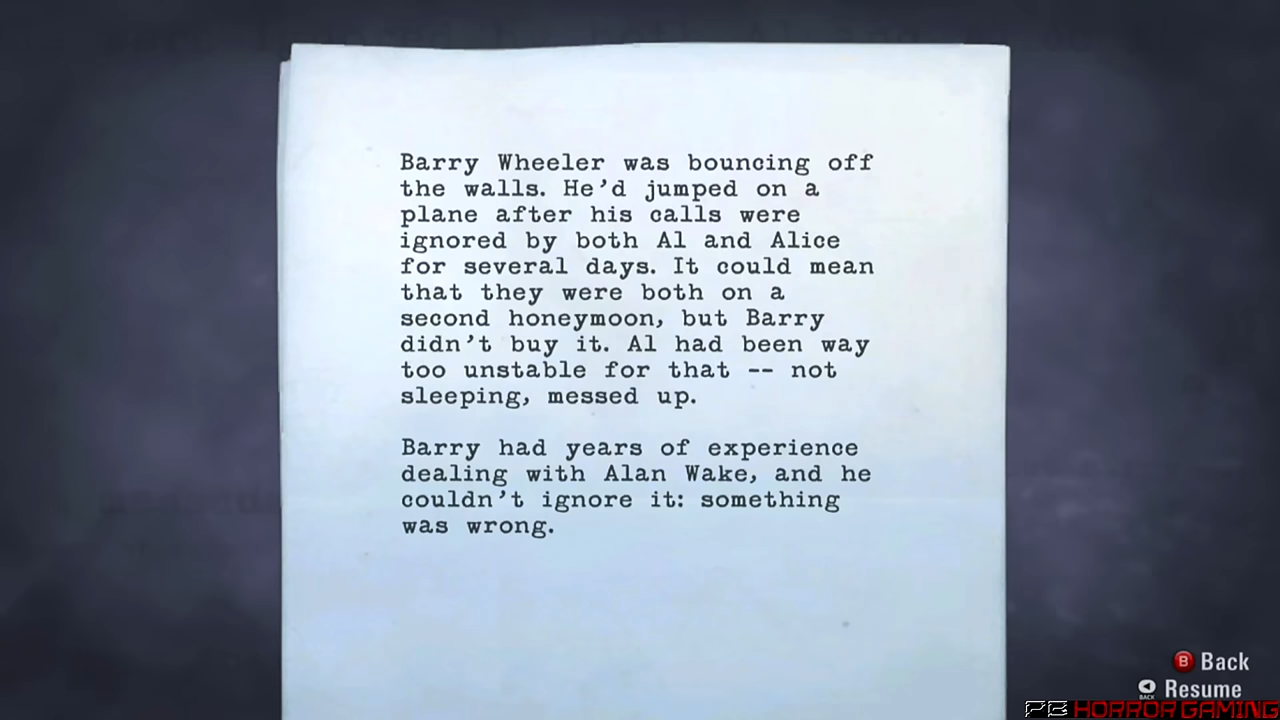 Barry Wheeler was bouncing off
the walls. He'd jumped on a
plane after his calls were
ignored by both Al and Alice
for several days. It could mean
that they were both on a
second honeymoon, but Barry
didn't buy it. Al had been way
too unstable for that -- not
sleeping, messed up.
Barry had years of experience
dealing with Alan Wake, and he
couldn't ignore it: something
was wrong.
B Back
BACK Resume
HORROR GAMING